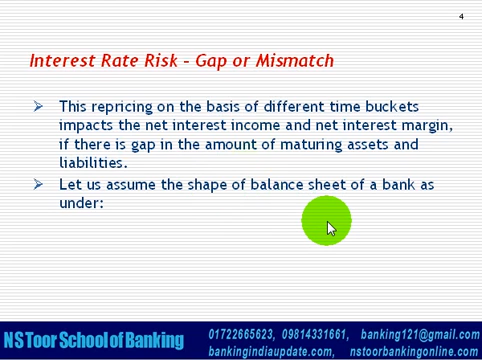 4
Interest Rate Risk – Gap or Mismatch
This repricing on the basis of different time buckets
impacts the net interest income and net interest margin,
if there is gap in the amount of maturing assets and
liabilities.
Let us assume the shape of balance sheet of a bank as
under:
NS Toor School of Banking
01722665623, 09814331661, banking121@gmail.com
bankingindiaupdate.com, nstoorbankingonline.com